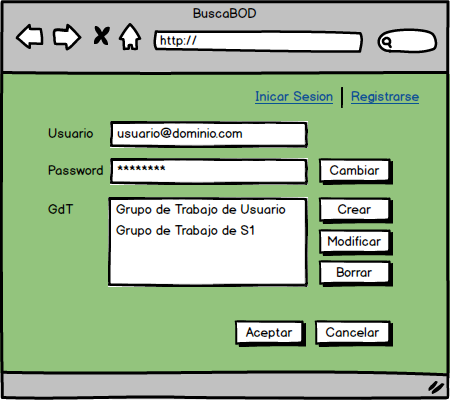 BuscaBOD
http://
Inicar Sesion | Registrarse
Usuario usuario@dominio.com
Password ******** Cambiar
GdT Grupo de Trabajo de Usuario Crear
Grupo de Trabajo de S1 Modificar
Borrar
Aceptar Cancelar